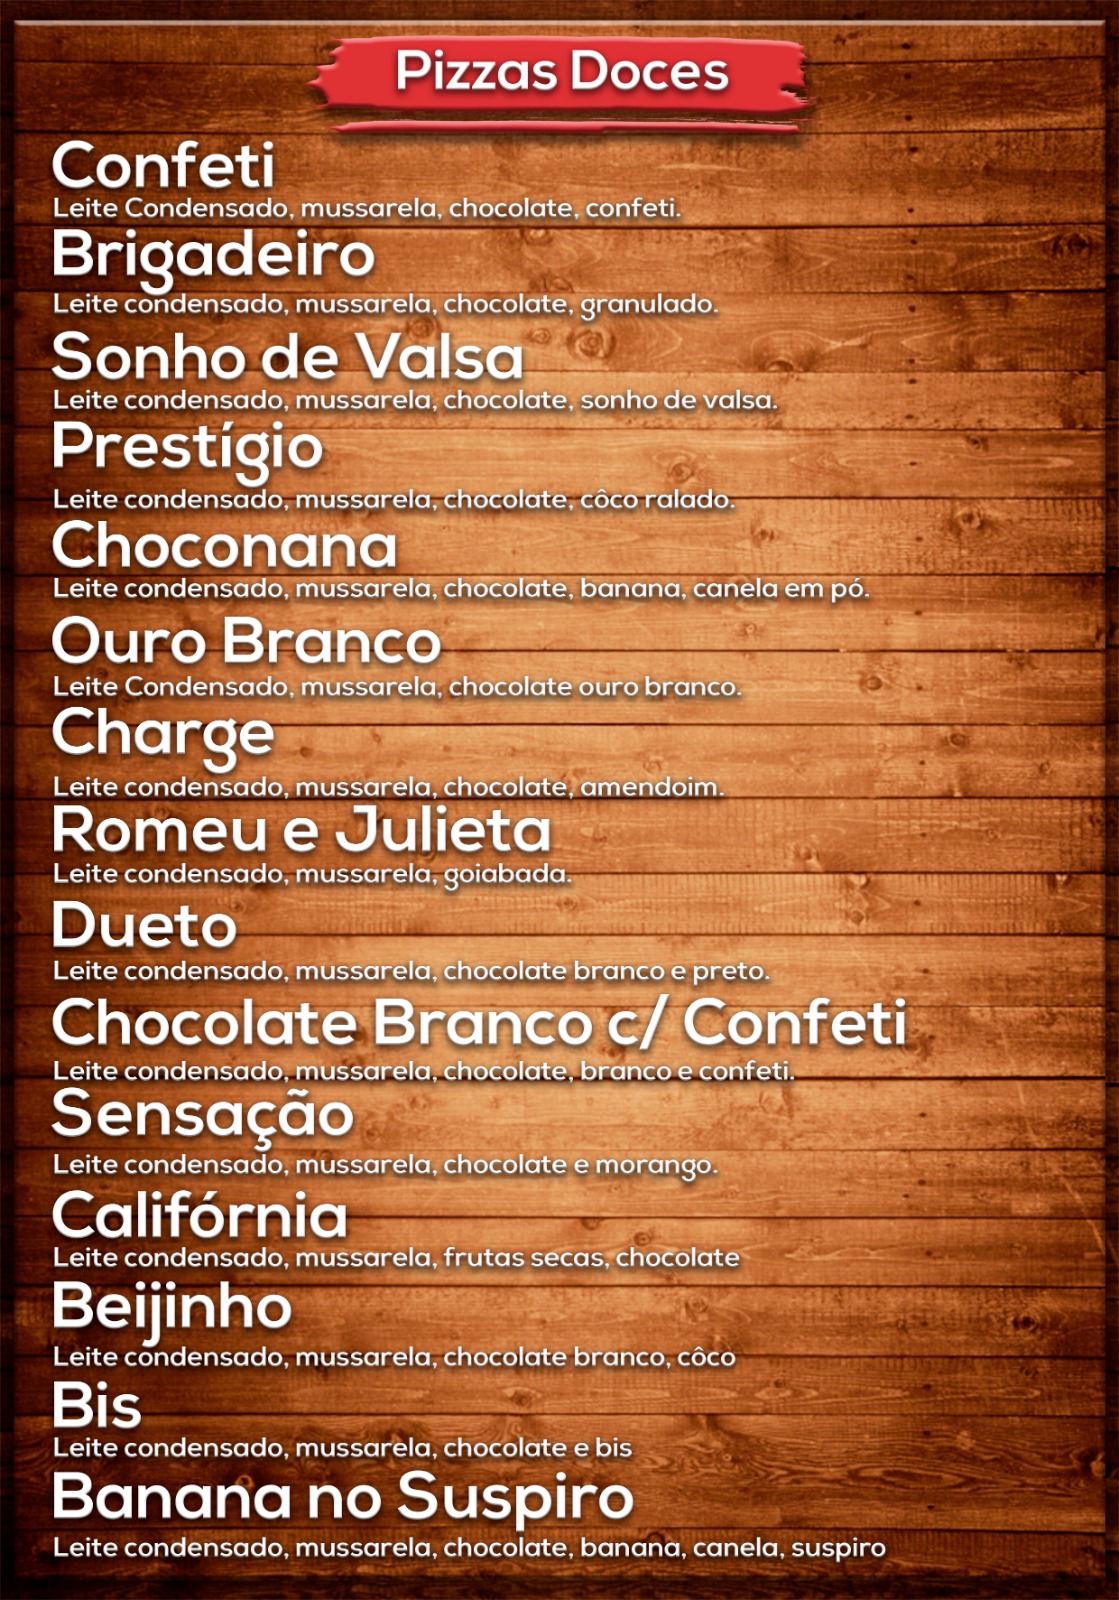 Pizzas Doces
Confeti
Leite Condensado, mussarela, chocolate, confeti.
Brigadeiro
Leite condensado, mussarela, chocolate, granulado.
Sonho de Valsa
Leite condensado, mussarela, chocolate, sonho de valsa.
Prestígio
Leite condensado, mussarela, chocolate, côco ralado.
Choconana
Leite condensado, mussarela, chocolate, banana, canela em pó.
Ouro Branco
Leite Condensado, mussarela, chocolate ouro branco.
Charge
Leite condensado, mussarela, chocolate, amendoim.
Romeu e Julieta
Leite condensado, mussarela, goiabada.
Dueto
Leite condensado, mussarela, chocolate branco e preto.
Chocolate Branco c/ Confeti
Leite condensado, mussarela, chocolate, branco e confeti.
Sensação
Leite condensado, mussarela, chocolate e morango.
Califórnia
Leite condensado, mussarela, frutas secas, chocolate
Beijinho
Leite condensado, mussarela, chocolate branco, côco
Bis
Leite condensado, mussarela, chocolate e bis
Banana no Suspiro
Leite condensado, mussarela, chocolate, banana, canela, suspiro